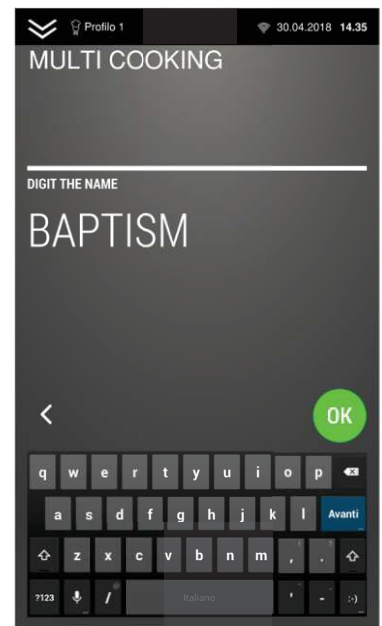 Profilo 1 30.04.2018 14.35
MULTI COOKING
DIGIT THE NAME
BAPTISM
OK
q w e r t y u i o p
a s d f g h j k l Avanti
z x c v b n m , .
?123 / Italiano ' - :-)